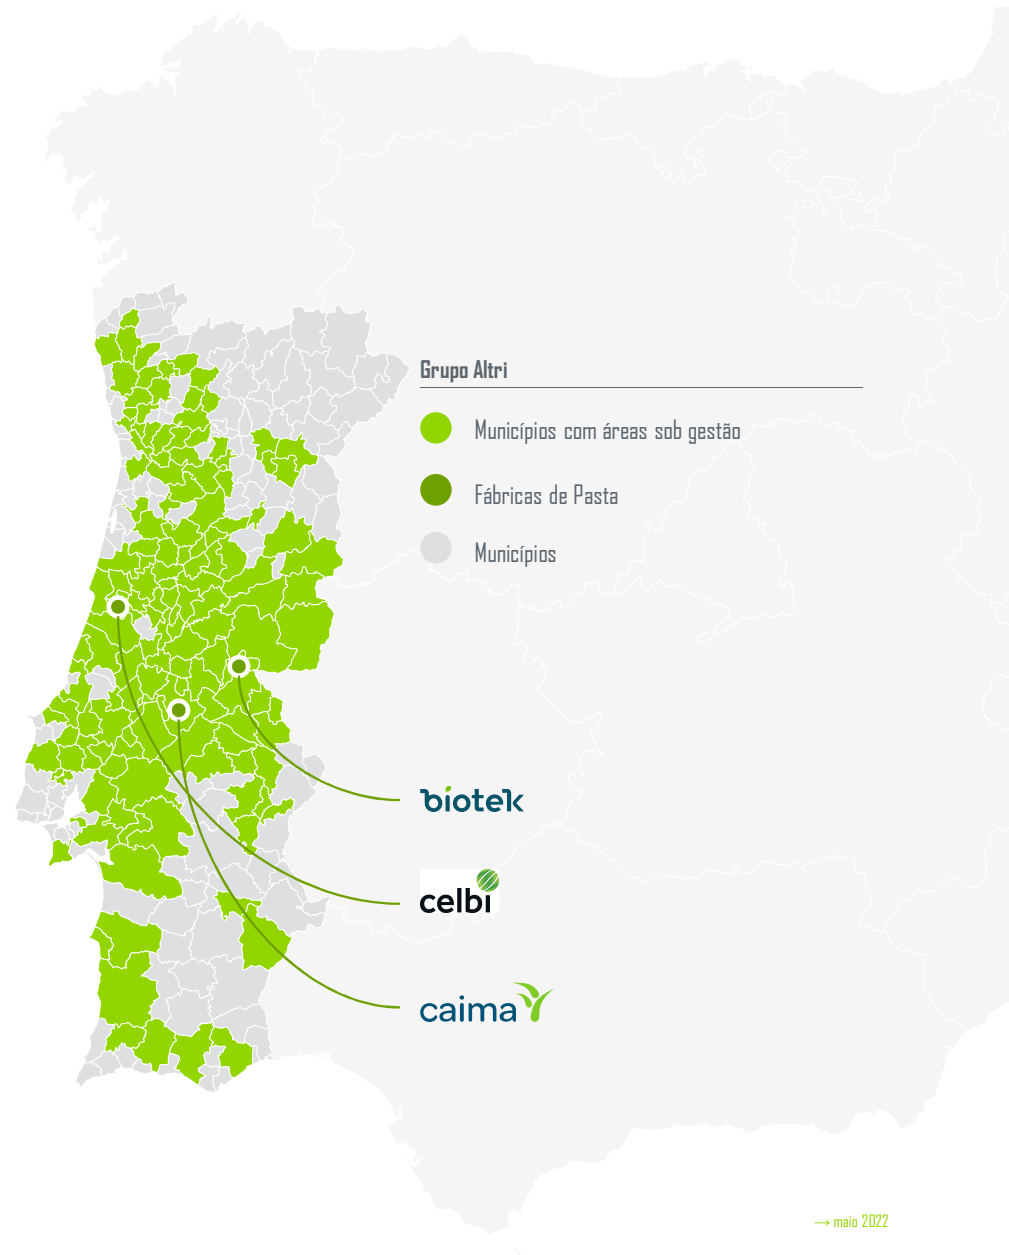 Grupo Altri
Municípios com áreas sob gestão
Fábricas de Pasta
Municípios
biotek
celbi
caima
→ maio 2022